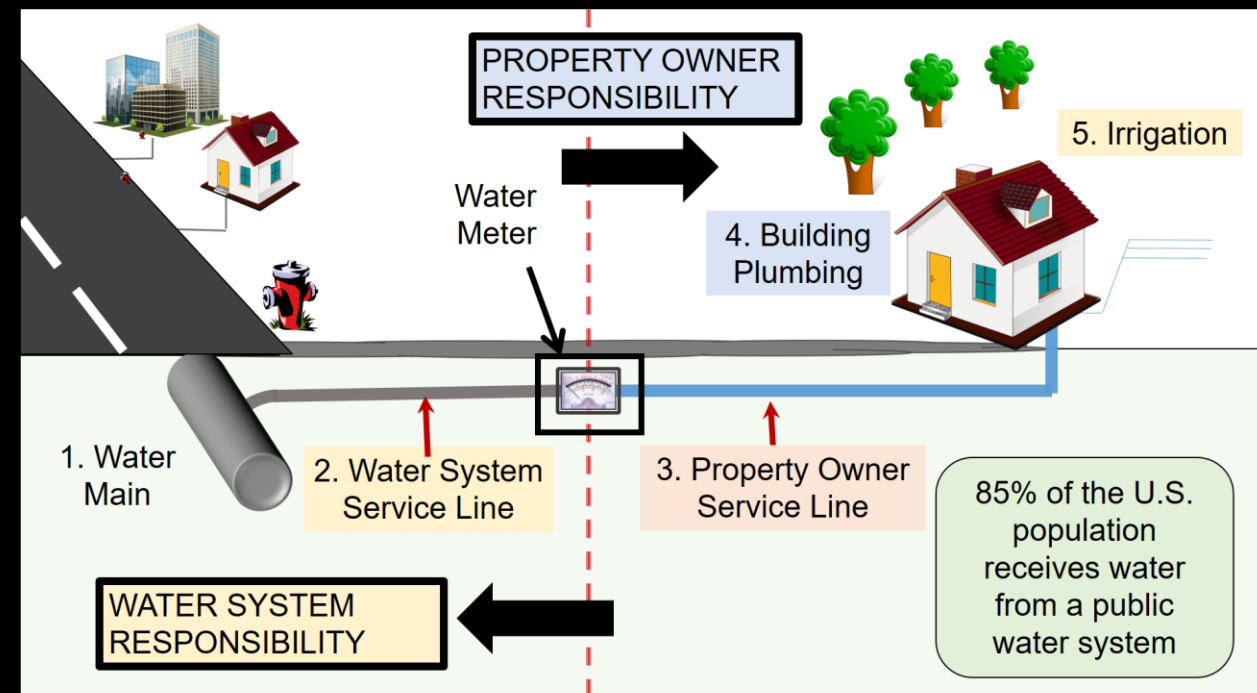 PROPERTY OWNER
RESPONSIBILITY
5. Irrigation
Water
Meter
4. Building
Plumbing
1. Water
Main
2. Water System
Service Line
3. Property Owner
Service Line
85% of the U.S.
population
receives water
from a public
water system
WATER SYSTEM
RESPONSIBILITY